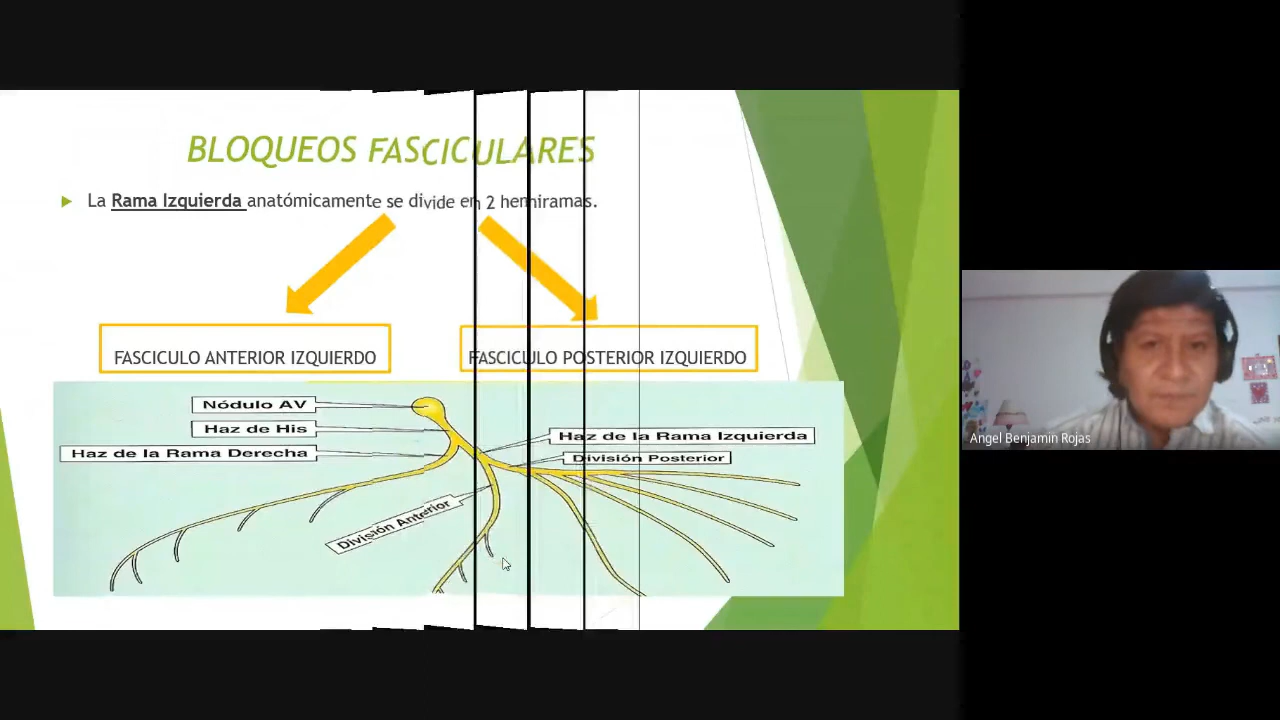 BLOQUEOS FASCICULARES
La Rama Izquierda anatómicamente se divide en 2 hemiramas.
FASCICULO ANTERIOR IZQUIERDO
FASCICULO POSTERIOR IZQUIERDO
Nódulo AV
Haz de His
Haz de la Rama Derecha
Haz de la Rama Izquierda
División Posterior
División Anterior
Angel Benjamin Rojas